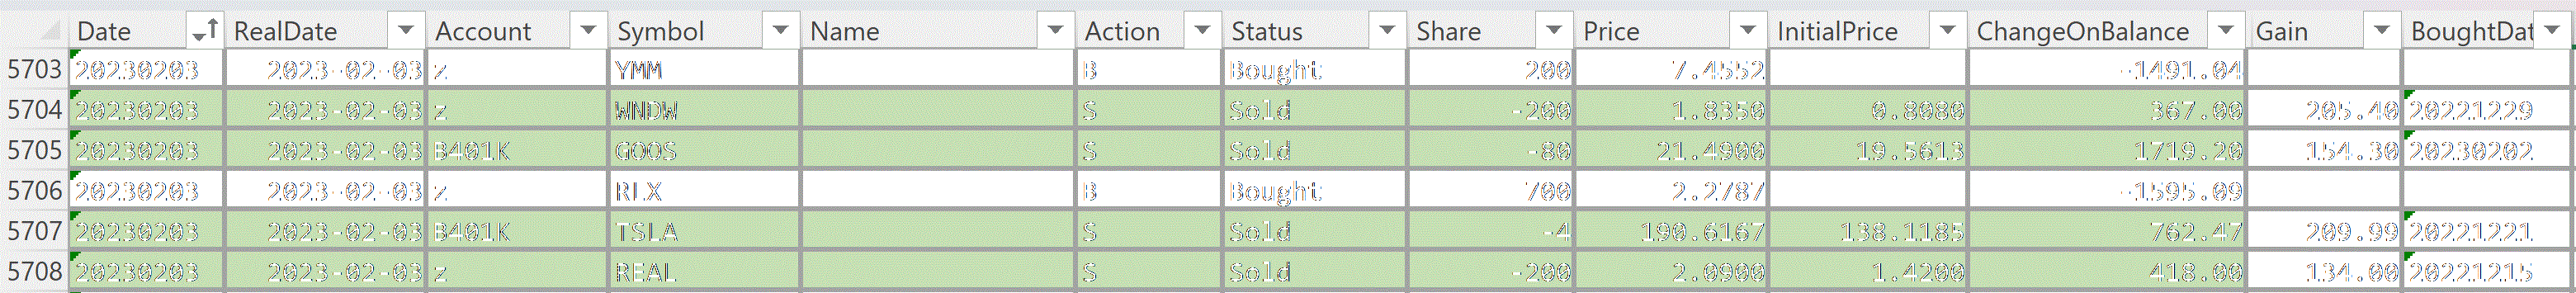 Date RealDate Account Symbol Name Action Status Share Price InitialPrice ChangeOnBalance Gain BoughtDat
5703 20230203 2023-02-03 z YMM B Bought 200 7.4552 -1491.04
5704 20230203 2023-02-03 z WNDW S Sold -200 1.8350 0.8080 367.00 205.40 20221229
5705 20230203 2023-02-03 B401K GOOS S Sold -80 21.4900 19.5613 1719.20 154.30 20230202
5706 20230203 2023-02-03 z RLX B Bought 700 2.2787 -1595.09
5707 20230203 2023-02-03 B401K TSLA S Sold -4 190.6167 138.1185 762.47 209.99 20221221
5708 20230203 2023-02-03 z REAL S Sold -200 2.0900 1.4200 418.00 134.00 20221215